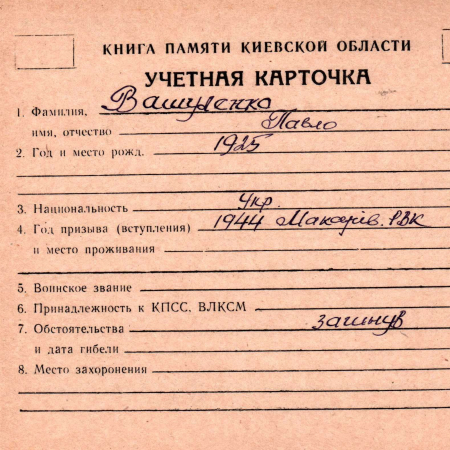 КНИГА ПАМЯТИ КИЕВСКОЙ ОБЛАСТИ
УЧЕТНАЯ КАРТОЧКА
1. Фамилия, Вашуленко
имя, отчество Павло
2. Год и место рожд. 1925
3. Национальность Укр.
4. Год призыва (вступления) 1944 Макарів. РВК
и место проживания
5. Воинское звание
6. Принадлежность к КПСС, ВЛКСМ
7. Обстоятельства загинув
и дата гибели
8. Место захоронения